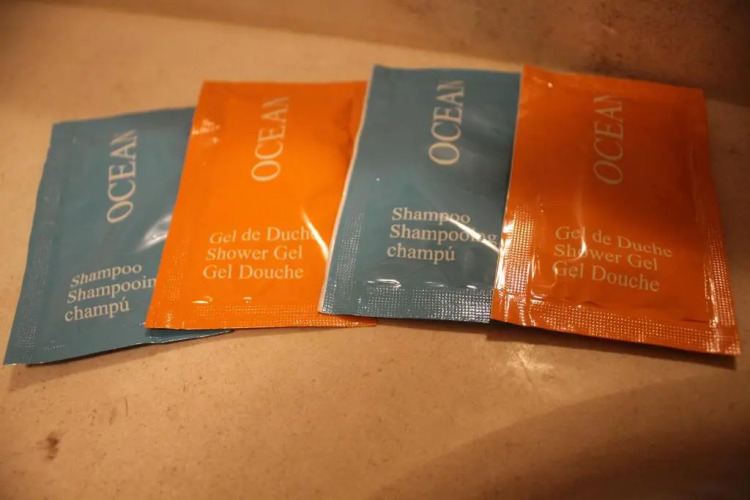 OCEAN
Shampoo
Shampooin
champú
OCEAN
Gel de Duche
Shower Gel
Gel Douche
OCEAN
Shampoo
Shampooing
champú
OCEAN
Gel de Duche
Shower Gel
Gel Douche